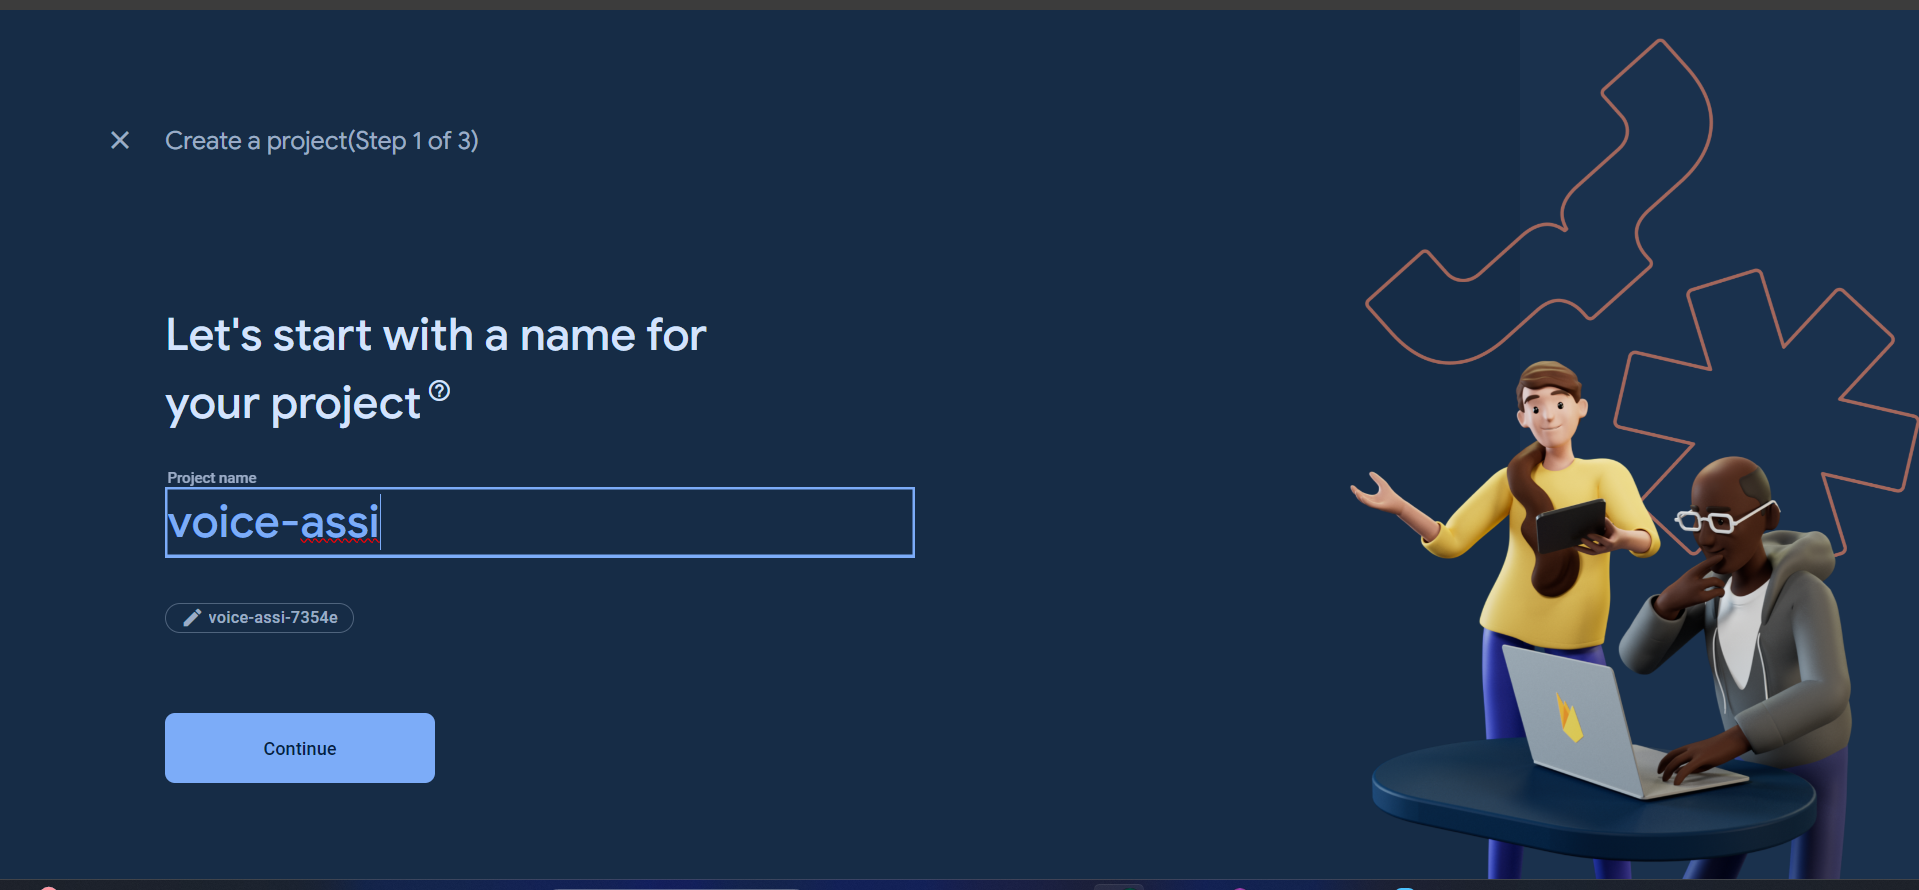 Create a project(Step 1 of 3)
Let's start with a name for
your project
Project name
voice-assi
voice-assi-7354e
Continue